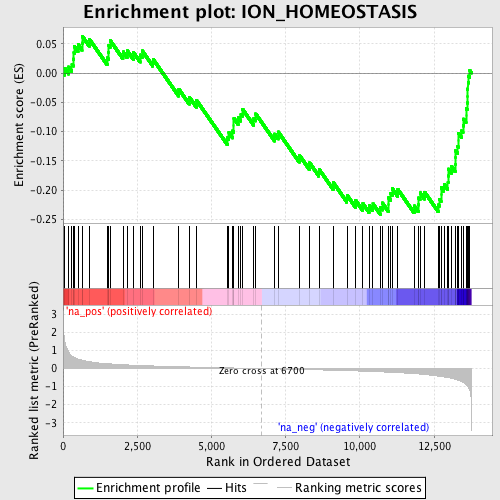 Enrichment plot: ION_HOMEOSTASIS
Enrichment score (ES)
0.05
0.00
-0.05
-0.10
-0.15
-0.20
-0.25
'na_pos' (positively correlated)
Ranked list metric (PreRanked)
3
2
1
0
-1
-2
-3
Zero cross at 6700
'na_neg' (negatively correlated)
0
2,500
5,000
7,500
10,000
12,500
Rank in Ordered Dataset
Enrichment profile
Hits
Ranking metric scores